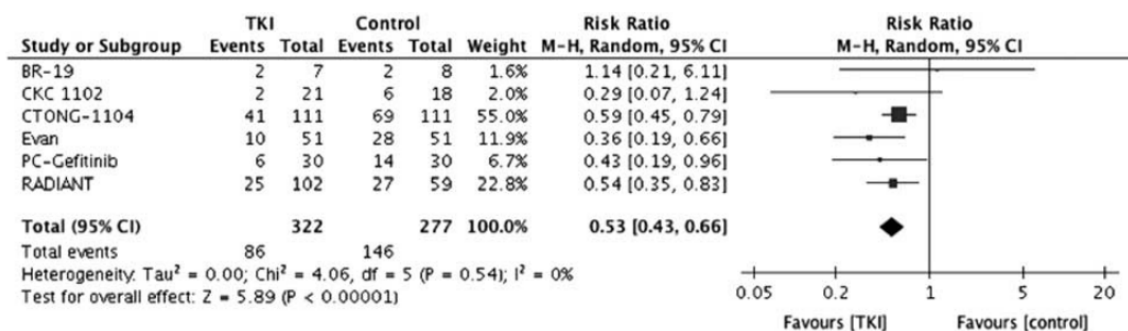 TKI Control Risk Ratio Risk Ratio
Study or Subgroup Events Total Events Total Weight M-H, Random, 95% CI M-H, Random, 95% CI
BR-19 2 7 2 8 1.6% 1.14 [0.21, 6.11]
CKC 1102 2 21 6 18 2.0% 0.29 [0.07, 1.24]
CTONG-1104 41 111 69 111 55.0% 0.59 [0.45, 0.79]
Evan 10 51 28 51 11.9% 0.36 [0.19, 0.66]
PC-Gefitinib 6 30 14 30 6.7% 0.43 [0.19, 0.96]
RADIANT 25 102 27 59 22.8% 0.54 [0.35, 0.83]
Total (95% CI) 322 277 100.0% 0.53 [0.43, 0.66]
Total events 86 146
Heterogeneity: Tau² = 0.00; Chi² = 4.06, df = 5 (P = 0.54); I² = 0%
Test for overall effect: Z = 5.89 (P < 0.00001)
0.05 0.2 1 5 20
Favours [TKI] Favours [control]